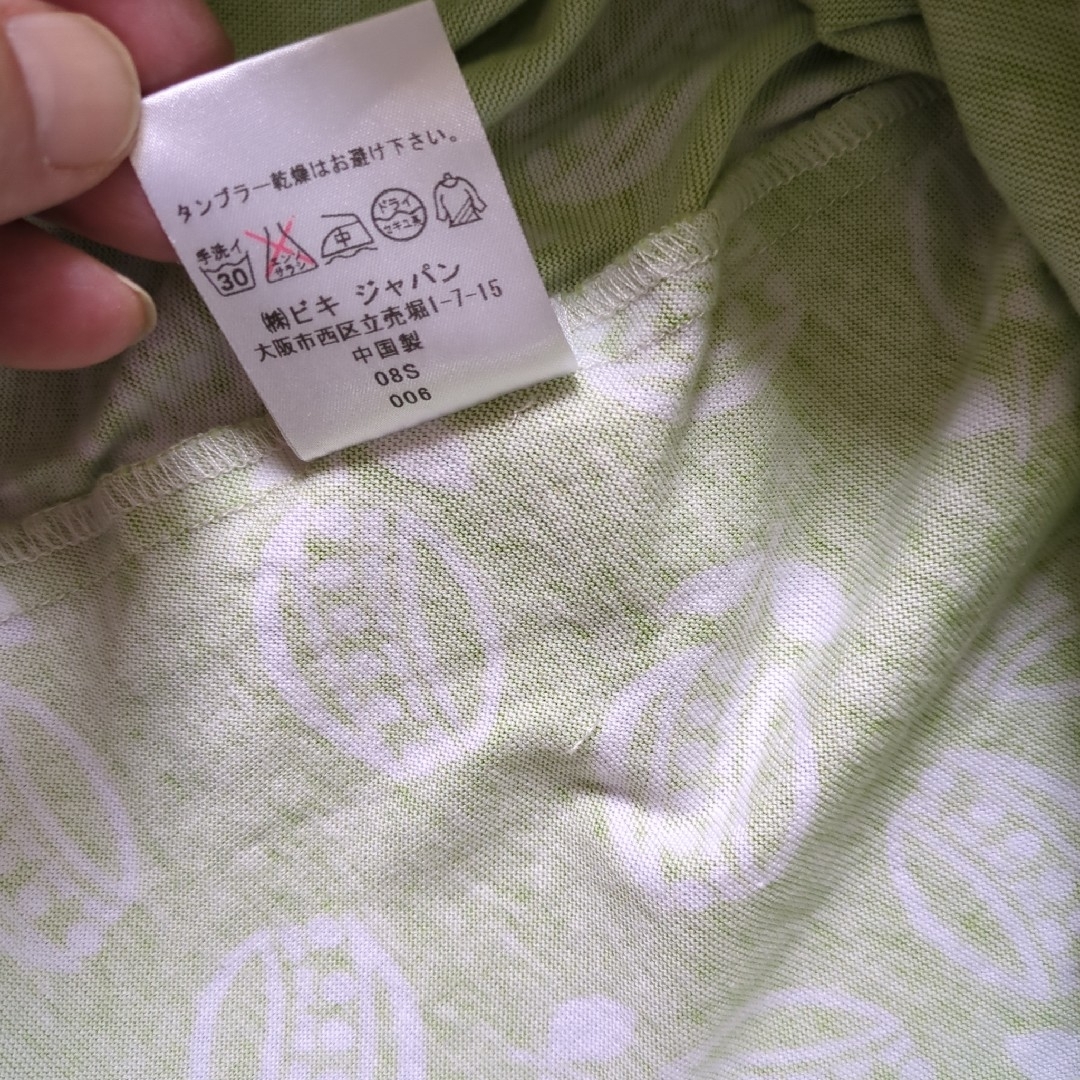 タンブラー乾燥はお避け下さい。
手洗イ 30 エンソ サラシ 中 ドライ セキユ系
㈱ビキ ジャパン
大阪市西区立売堀1-7-15
中国製
08S
006